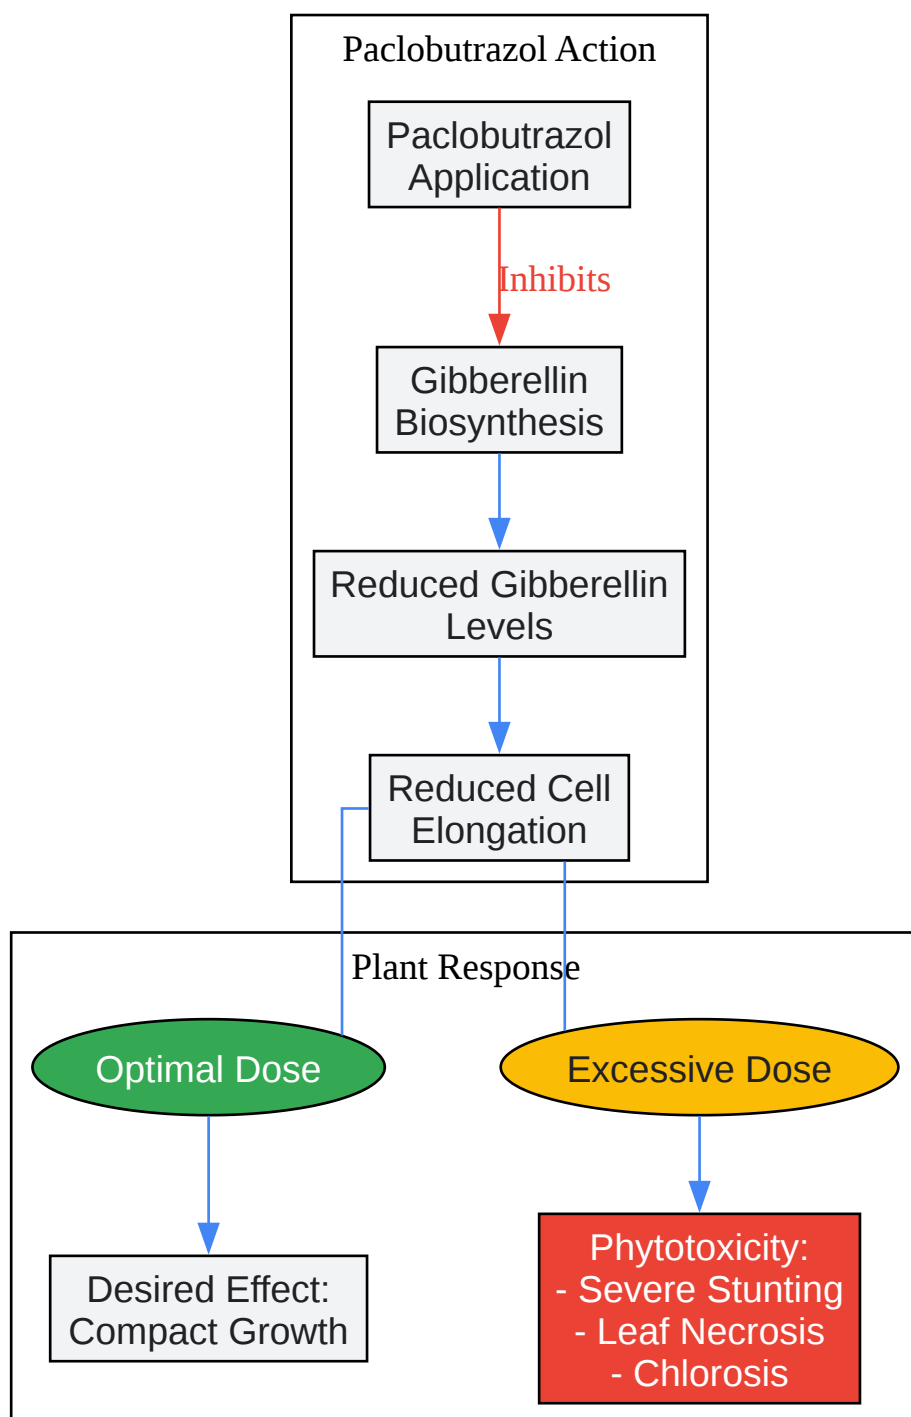 Paclobutrazol Action
Paclobutrazol
Application
Inhibits
Gibberellin
Biosynthesis
Reduced Gibberellin
Levels
Reduced Cell
Elongation
Plant Response
Optimal Dose
Excessive Dose
Desired Effect:
Compact Growth
Phytotoxicity:
- Severe Stunting
- Leaf Necrosis
- Chlorosis